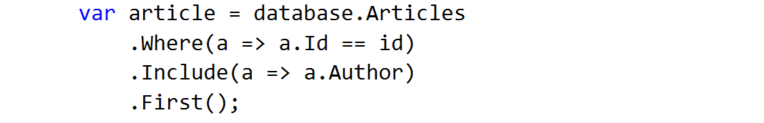 var article = database.Articles
.Where(a => a.Id == id)
.Include(a => a.Author)
.First();